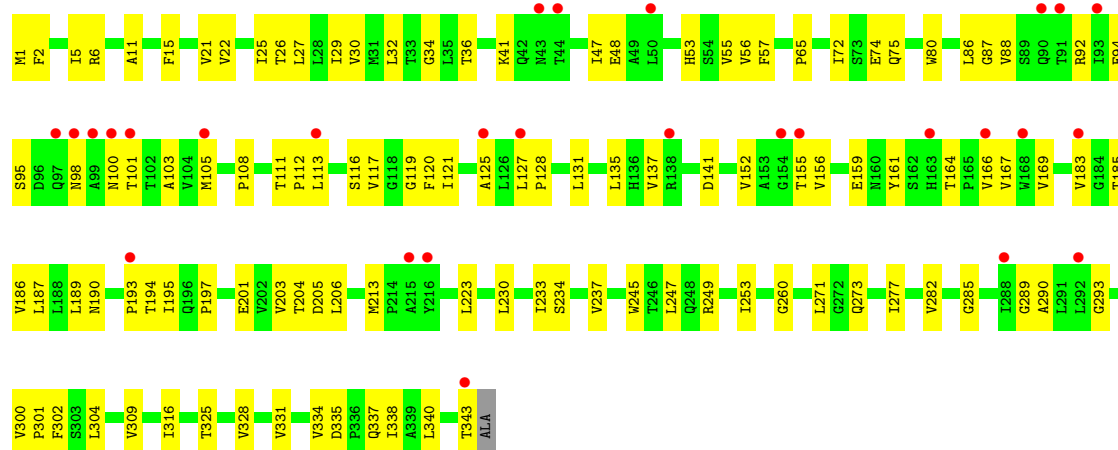 M1 F2 I5 R6 A11 F15 V21 V22 I25 T26 L27 L28 I29 V30 M31 L32 T33 G34 L35 T36 K41 Q42 N43 T44 I47 E48 A49 L50 H53 S54 V55 V56 F57 P65 I72 S73 E74 Q75 W80 L86 G87 V88 S89 Q90 T91 R92 I93
S95 D96 Q97 N98 A99 N100 T101 T102 A103 V104 M105 P108 T111 P112 L113 S116 V117 G118 G119 F120 I121 A125 L126 L127 P128 L131 L135 H136 V137 R138 D141 V152 A153 G154 T155 V156 E159 N160 Y161 S162 H163 T164 P165 V166 V167 W168 V169 V183 G184 T185
V186 L187 L188 L189 N190 P193 T194 I195 Q196 P197 E201 V202 V203 T204 D205 L206 M213 P214 A215 Y216 L223 L230 I233 S234 V237 W245 T246 L247 Q248 R249 I253 G260 L271 G272 Q273 I277 V282 G285 I288 G289 A290 L291 L292 G293
V300 P301 F302 S303 L304 V309 I316 T325 V328 V331 V334 D335 P336 Q337 I338 A339 L340 T343 ALA